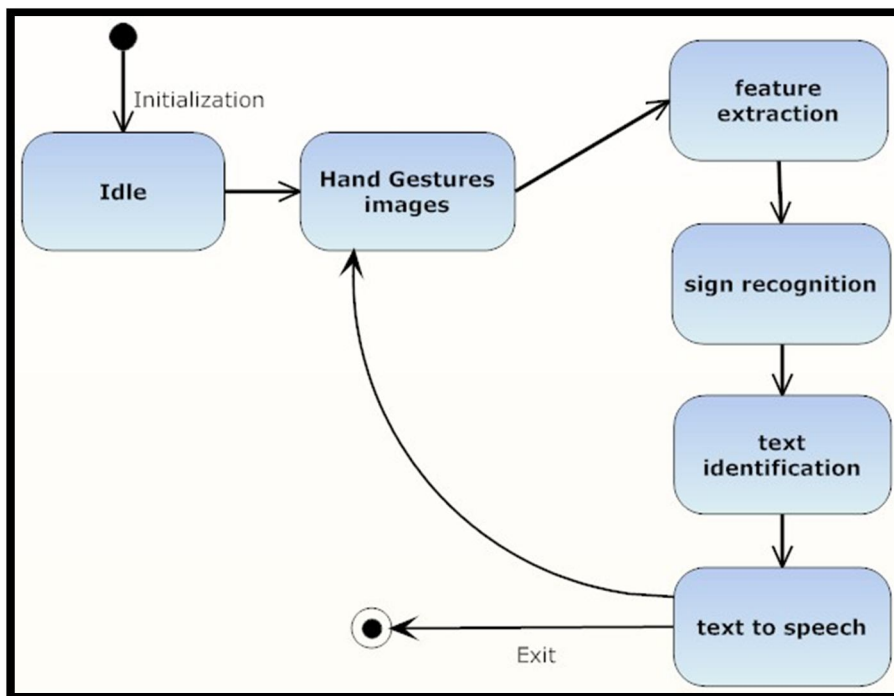 Initialization
Idle
Hand Gestures
images
feature
extraction
sign recognition
text
identification
text to speech
Exit